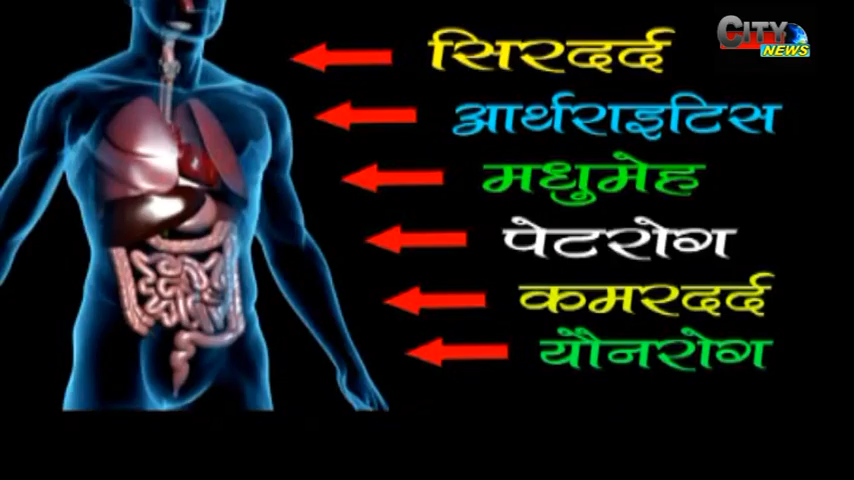 CITY
NEWS
सिरदर्द
आर्थराइटिस
मधुमेह
पेटरोग
कमरदर्द
यौनरोग